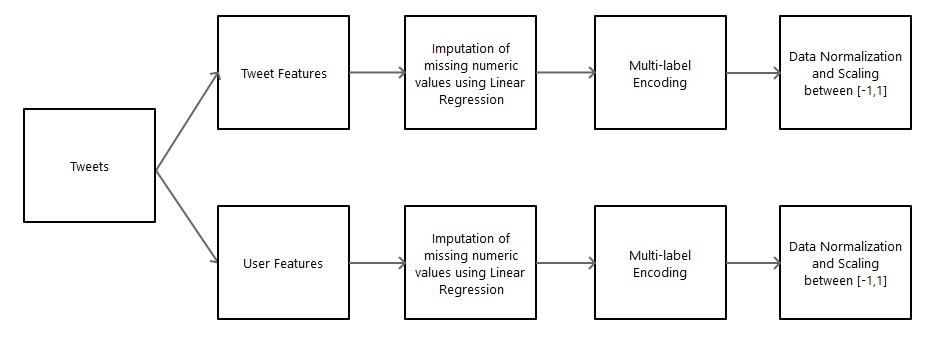 Tweets
Tweet Features
Imputation of
missing numeric
values using Linear
Regression
Multi-label
Encoding
Data Normalization
and Scaling
between [-1,1]
User Features
Imputation of
missing numeric
values using Linear
Regression
Multi-label
Encoding
Data Normalization
and Scaling
between [-1,1]